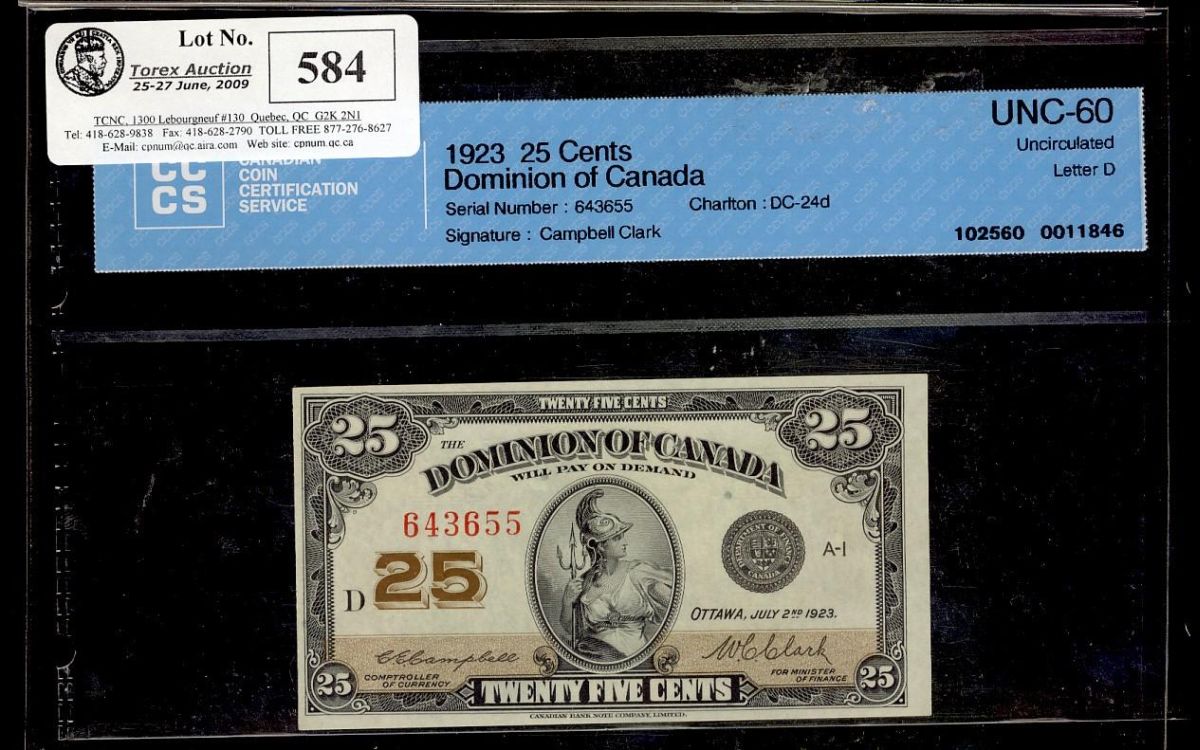 Lot No.
584
Torex Auction
25-27 June, 2009
TCNC, 1300 Lebourgneuf #130 Quebec, QC G2K 2N1
Tel: 418-628-9838 Fax: 418-628-2790 TOLL FREE 877-276-8627
E-Mail: cpnum@qc.aira.com Web site: cpnum.qc.ca
CC
CS
CANADIAN
COIN
CERTIFICATION
SERVICE
1923 25 Cents
Dominion of Canada
Serial Number : 643655 Charlton : DC-24d
Signature : Campbell Clark
UNC-60
Uncirculated
Letter D
102560 0011846
TWENTY FIVE CENTS
25
25
THE
DOMINION OF CANADA
WILL PAY ON DEMAND
643655
D 25
A-1
OTTAWA, JULY 2ND 1923.
C E Campbell
COMPTROLLER
OF CURRENCY
W C Clark
FOR MINISTER
OF FINANCE
25
TWENTY FIVE CENTS
25
CANADIAN BANK NOTE COMPANY, LIMITED.